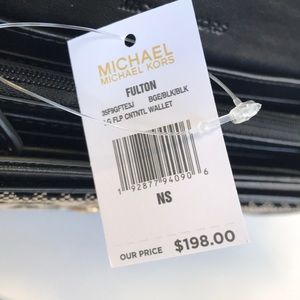 MICHAEL
MICHAEL KORS
FULTON
35F9GFTE3J BGE/BLK/BLK
LG FLP CNTNTL WALLET
1 92877 94090 6
NS
OUR PRICE $198.00